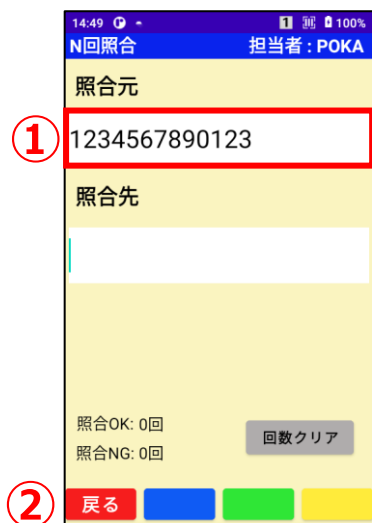 14:49 100%
N回照合 担当者 : POKA
照合元
① 1234567890123
照合先
照合OK: 0回
回数クリア
照合NG: 0回
② 戻る